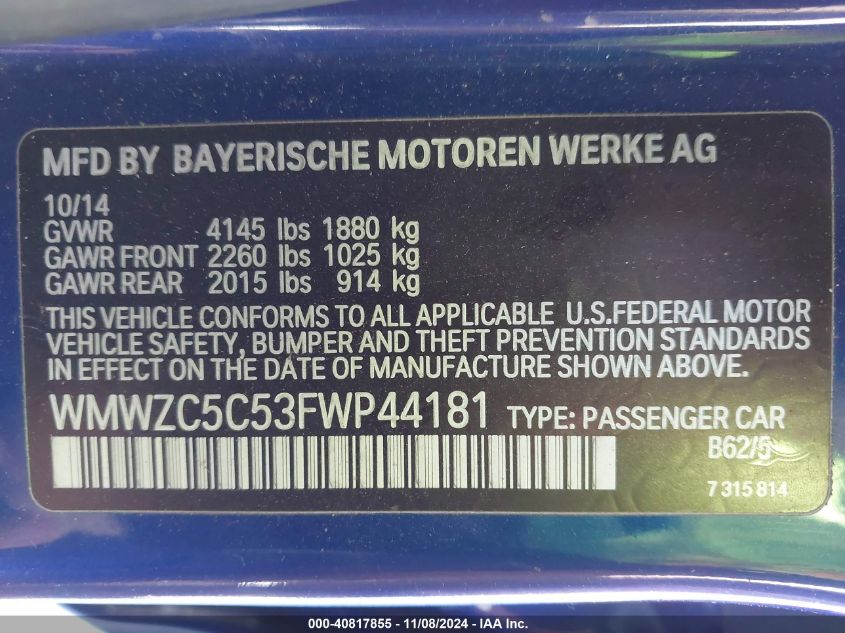 MFD BY BAYERISCHE MOTOREN WERKE AG
10/14
GVWR 4145 lbs 1880 kg
GAWR FRONT 2260 lbs 1025 kg
GAWR REAR 2015 lbs 914 kg
THIS VEHICLE CONFORMS TO ALL APPLICABLE U.S.FEDERAL MOTOR
VEHICLE SAFETY, BUMPER AND THEFT PREVENTION STANDARDS
IN EFFECT ON THE DATE OF MANUFACTURE SHOWN ABOVE.
WMWZC5C53FWP44181 TYPE: PASSENGER CAR
B62/5
7 315 814
000-40817855 - 11/08/2024 - IAA Inc.